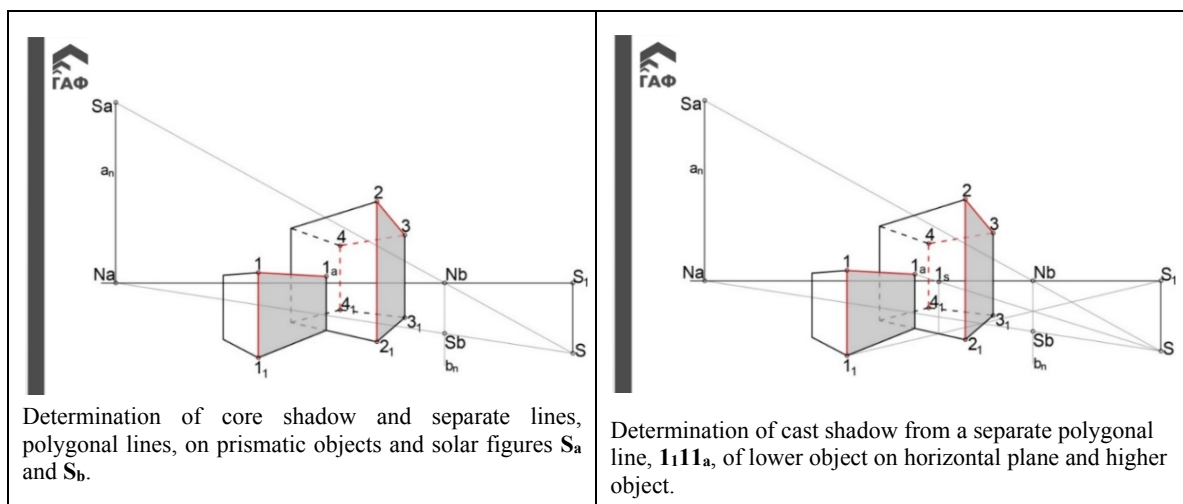 ГАФ
Sa
an
2
3
4
1
1a
Na
Nb
S1
41
31
Sb
S
21
11
bn
Determination of core shadow and separate lines,
polygonal lines, on prismatic objects and solar figures Sa
and Sb.
ГАФ
Sa
an
2
3
4
1
1a
1s
Na
Nb
S1
41
31
Sb
S
21
11
bn
Determination of cast shadow from a separate polygonal
line, 1111a, of lower object on horizontal plane and higher
object.